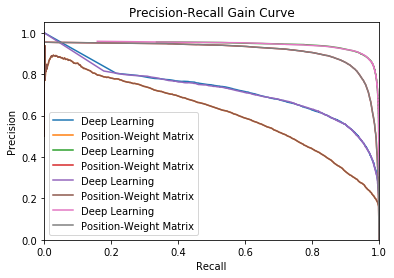 Precision-Recall Gain Curve
1.0
0.8
0.6
0.4
0.2
0.0
Precision
Deep Learning
Position-Weight Matrix
Deep Learning
Position-Weight Matrix
Deep Learning
Position-Weight Matrix
Deep Learning
Position-Weight Matrix
0.0 0.2 0.4 0.6 0.8 1.0
Recall